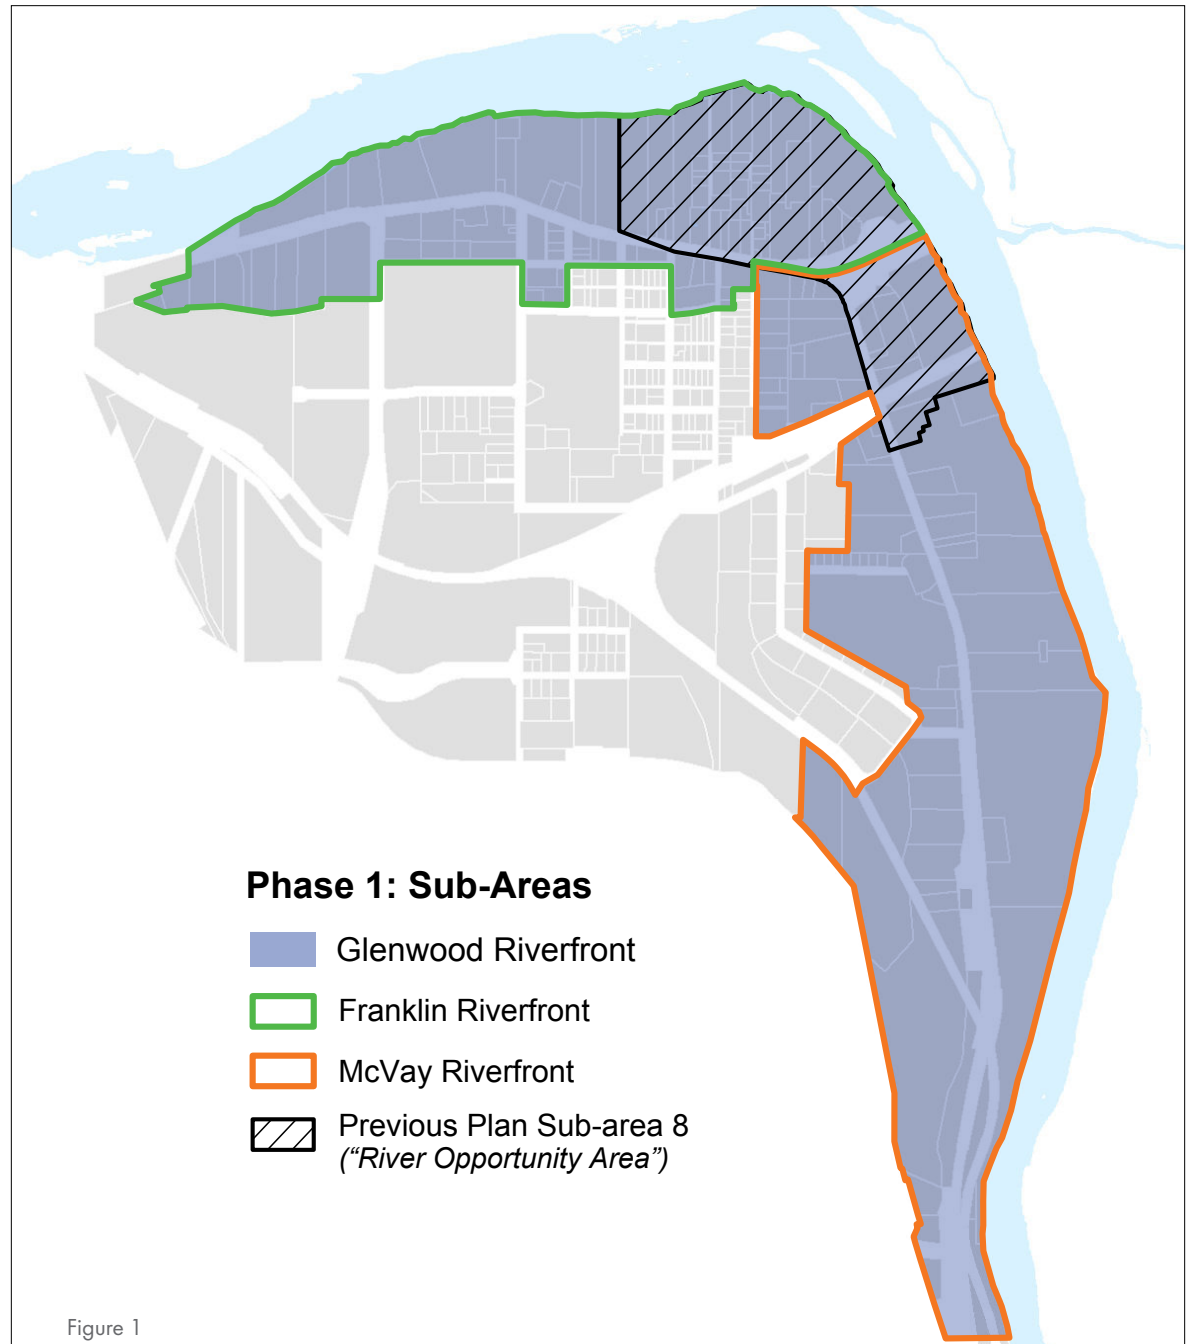 Phase 1: Sub-Areas
Glenwood Riverfront
Franklin Riverfront
McVay Riverfront
Previous Plan Sub-area 8
(“River Opportunity Area”)
Figure 1